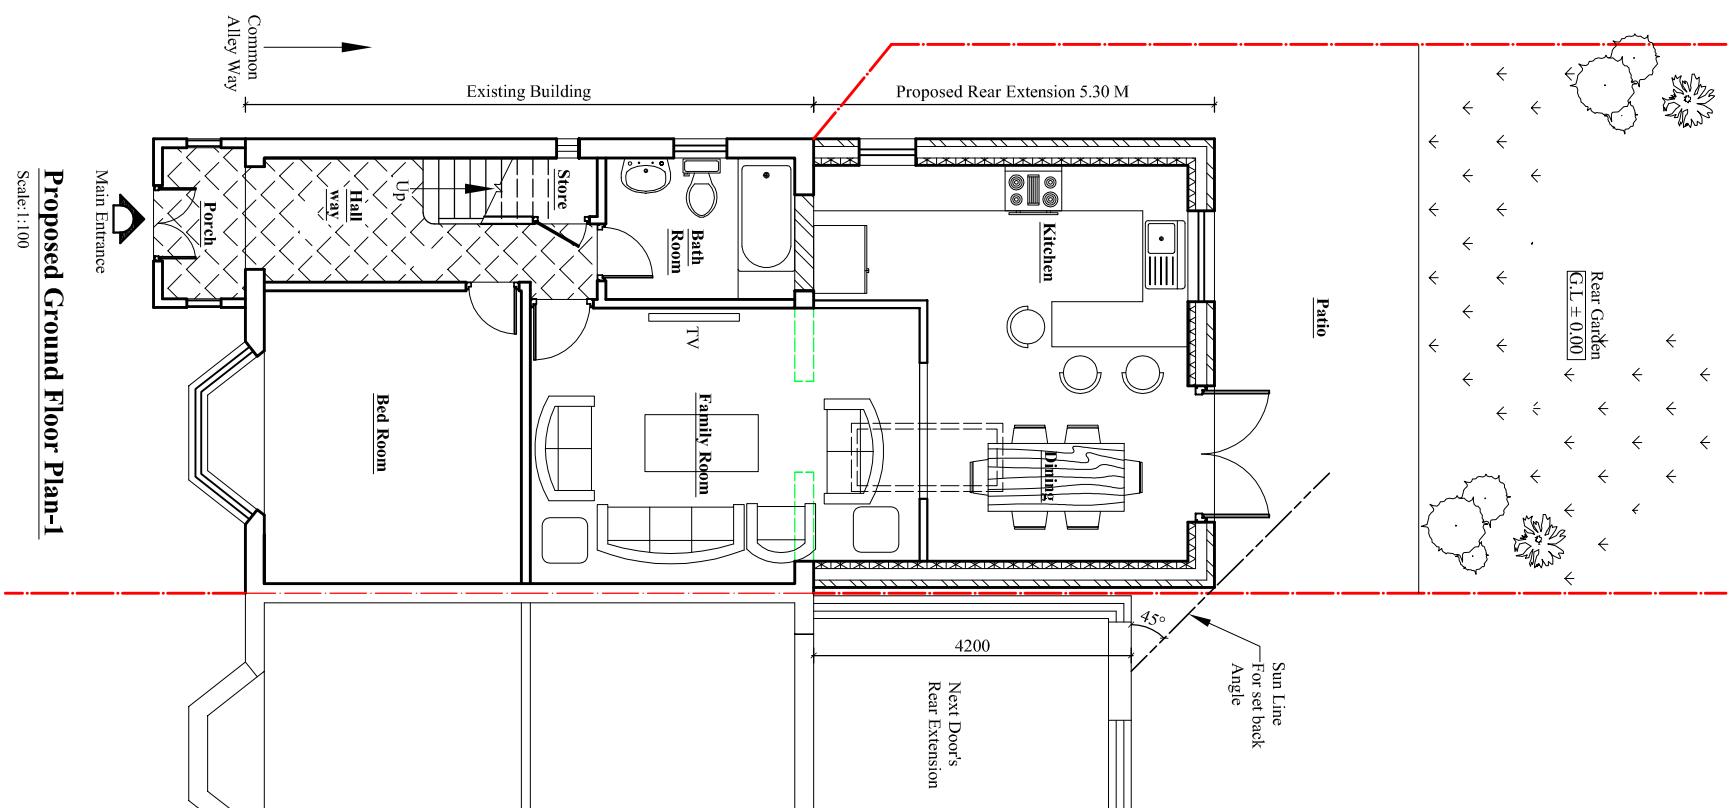 Common
Alley Way
Existing Building
Proposed Rear Extension 5.30 M
Main Entrance
Porch
Hall
way
Up
Store
Bath
Room
Kitchen
Patio
Rear Garden
G.L ± 0.00
TV
Bed Room
Family Room
Dining
45°
4200
Sun Line
For set back
Angle
Next Door's
Rear Extension
Proposed Ground Floor Plan-1
Scale:1:100